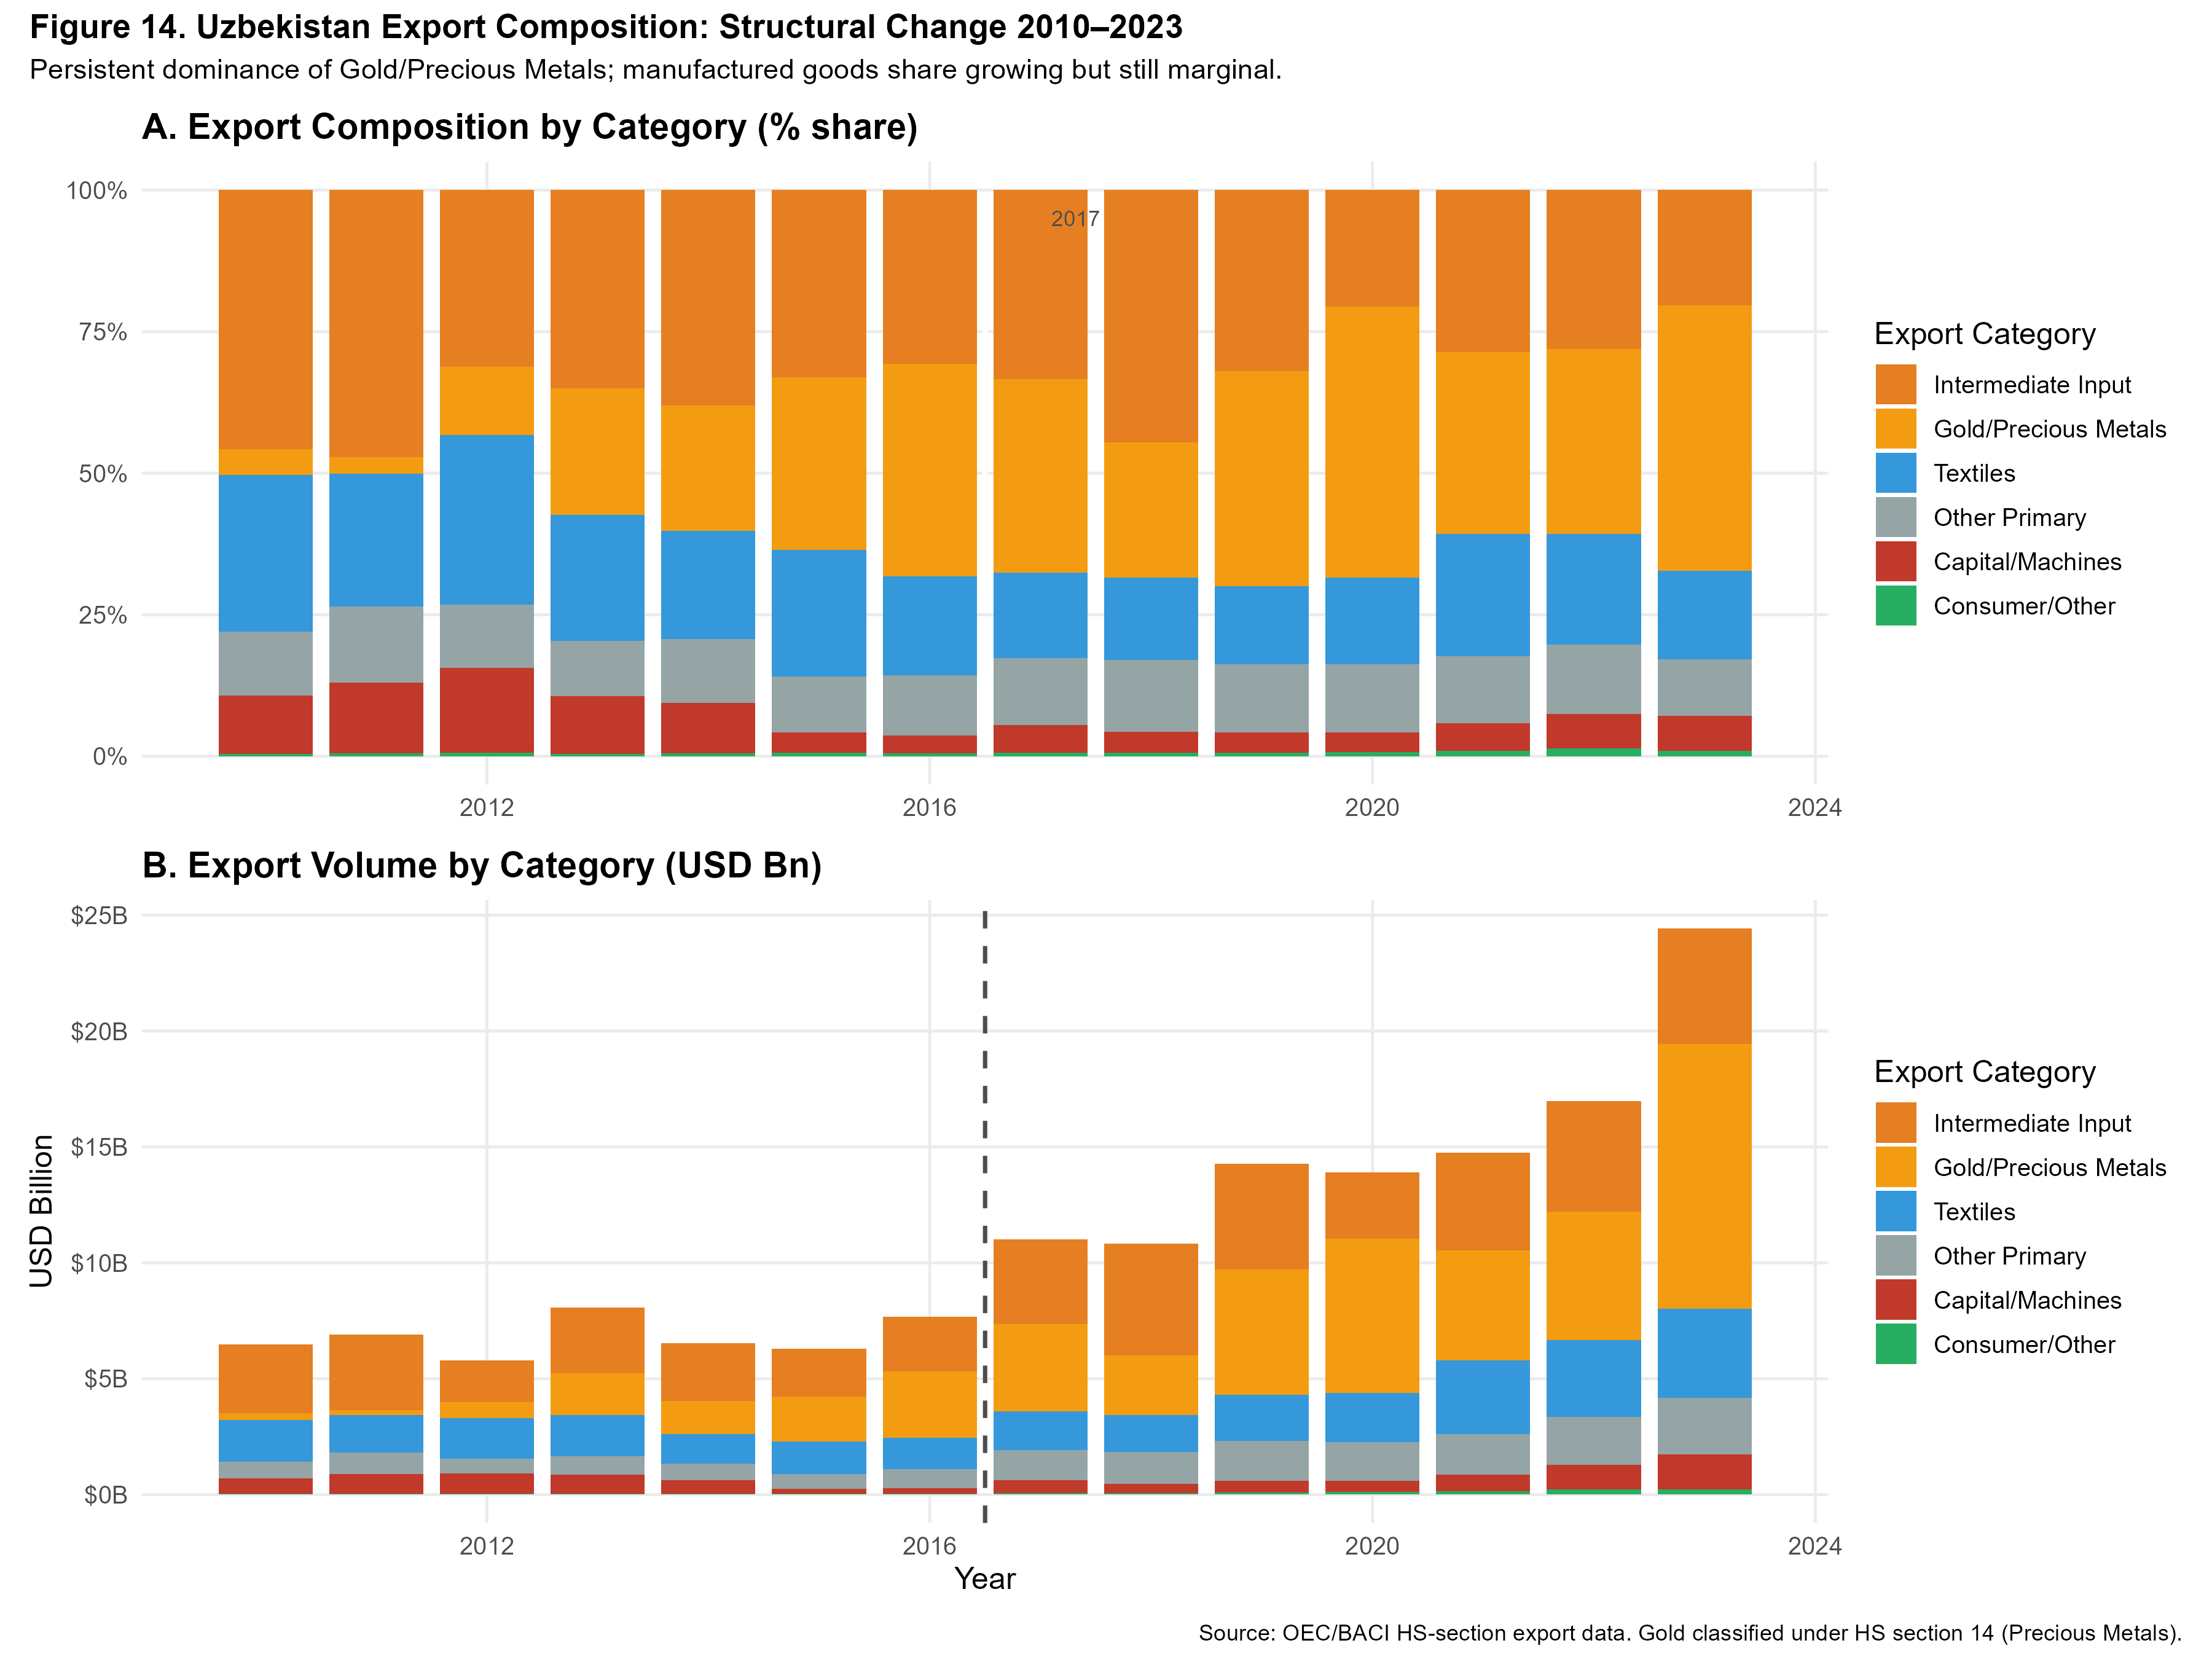 Figure 14. Uzbekistan Export Composition: Structural Change 2010–2023
Persistent dominance of Gold/Precious Metals; manufactured goods share growing but still marginal.
A. Export Composition by Category (% share)
100%
75%
50%
25%
0%
2017
2012
2016
2020
2024
Export Category
Intermediate Input
Gold/Precious Metals
Textiles
Other Primary
Capital/Machines
Consumer/Other
B. Export Volume by Category (USD Bn)
USD Billion
$25B
$20B
$15B
$10B
$5B
$0B
2012
2016
2020
2024
Year
Export Category
Intermediate Input
Gold/Precious Metals
Textiles
Other Primary
Capital/Machines
Consumer/Other
Source: OEC/BACI HS-section export data. Gold classified under HS section 14 (Precious Metals).